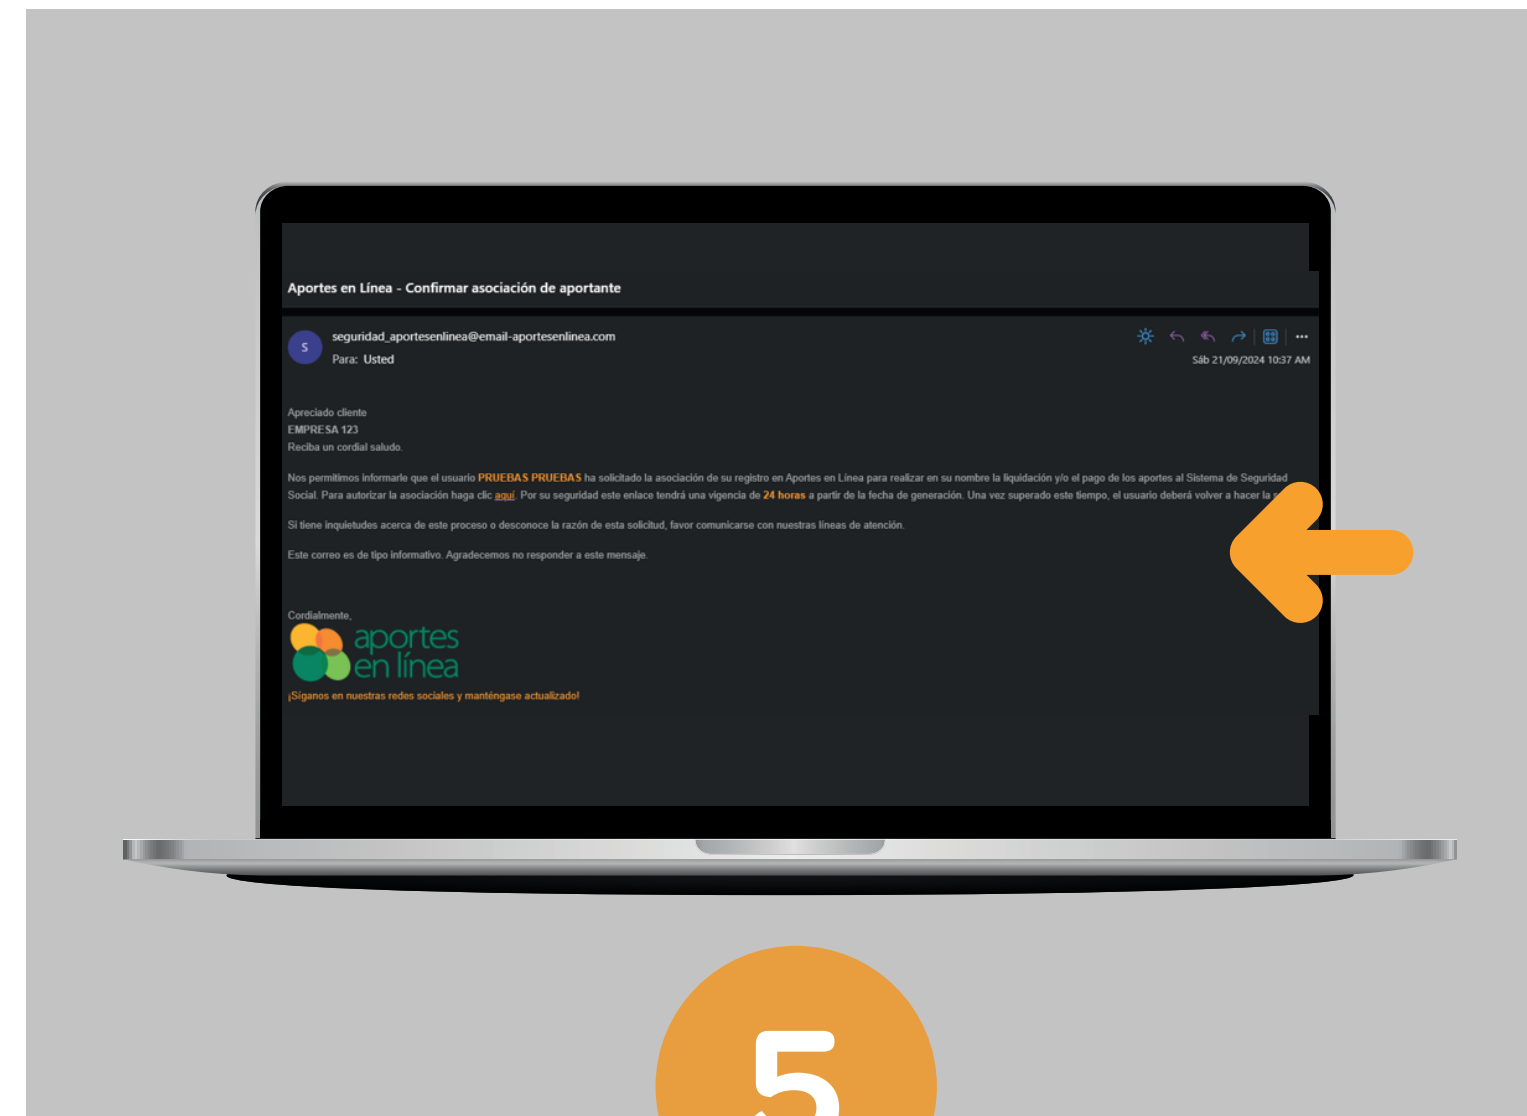 Aportes en Línea - Confirmar asociación de aportante
S
seguridad_aportesenlinea@email-aportesenlinea.com
Para: Usted
Sáb 21/09/2024 10:37 AM
Apreciado cliente
EMPRESA 123
Reciba un cordial saludo.
Nos permitimos informarle que el usuario PRUEBAS PRUEBAS ha solicitado la asociación de su registro en Aportes en Línea para realizar en su nombre la liquidación y/o el pago de los aportes al Sistema de Seguridad
Social. Para autorizar la asociación haga clic aquí. Por su seguridad este enlace tendrá una vigencia de 24 horas a partir de la fecha de generación. Una vez superado este tiempo, el usuario deberá volver a hacer la
Si tiene inquietudes acerca de este proceso o desconoce la razón de esta solicitud, favor comunicarse con nuestras líneas de atención.
Este correo es de tipo informativo. Agradecemos no responder a este mensaje.
Cordialmente,
aportes
en línea
¡Síganos en nuestras redes sociales y manténgase actualizado!
5